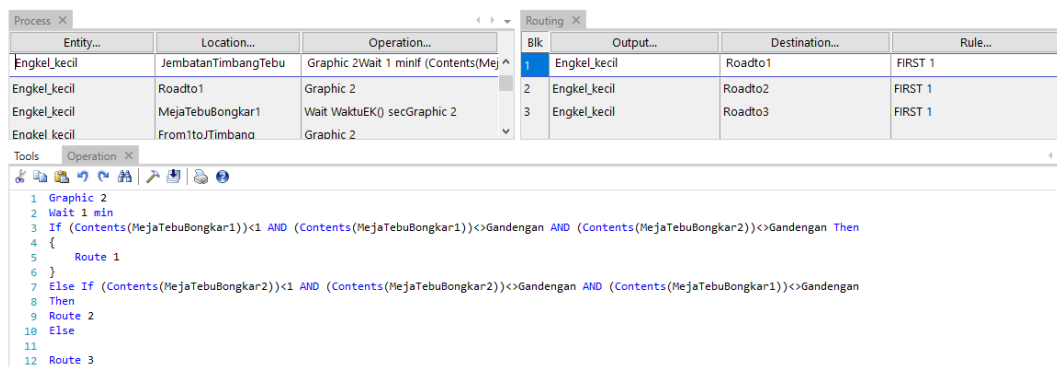 Process
Routing
Entity... Location... Operation... Blk Output... Destination... Rule...
Engkel_kecil JembatanTimbangTebu Graphic 2Wait 1 minIf (Contents(Mej 1 Engkel_kecil Roadto1 FIRST 1
Engkel_kecil Roadto1 Graphic 2 2 Engkel_kecil Roadto2 FIRST 1
Engkel_kecil MejaTebuBongkar1 Wait WaktuEK() secGraphic 2 3 Engkel_kecil Roadto3 FIRST 1
Engkel_kecil From1toJTimbang Graphic 2
Tools Operation
1 Graphic 2
2 Wait 1 min
3 If (Contents(MejaTebuBongkar1))<1 AND (Contents(MejaTebuBongkar1))<>Gandengan AND (Contents(MejaTebuBongkar2))<>Gandengan Then
4 {
5 Route 1
6 }
7 Else If (Contents(MejaTebuBongkar2))<1 AND (Contents(MejaTebuBongkar2))<>Gandengan AND (Contents(MejaTebuBongkar1))<>Gandengan
8 Then
9 Route 2
10 Else
11
12 Route 3